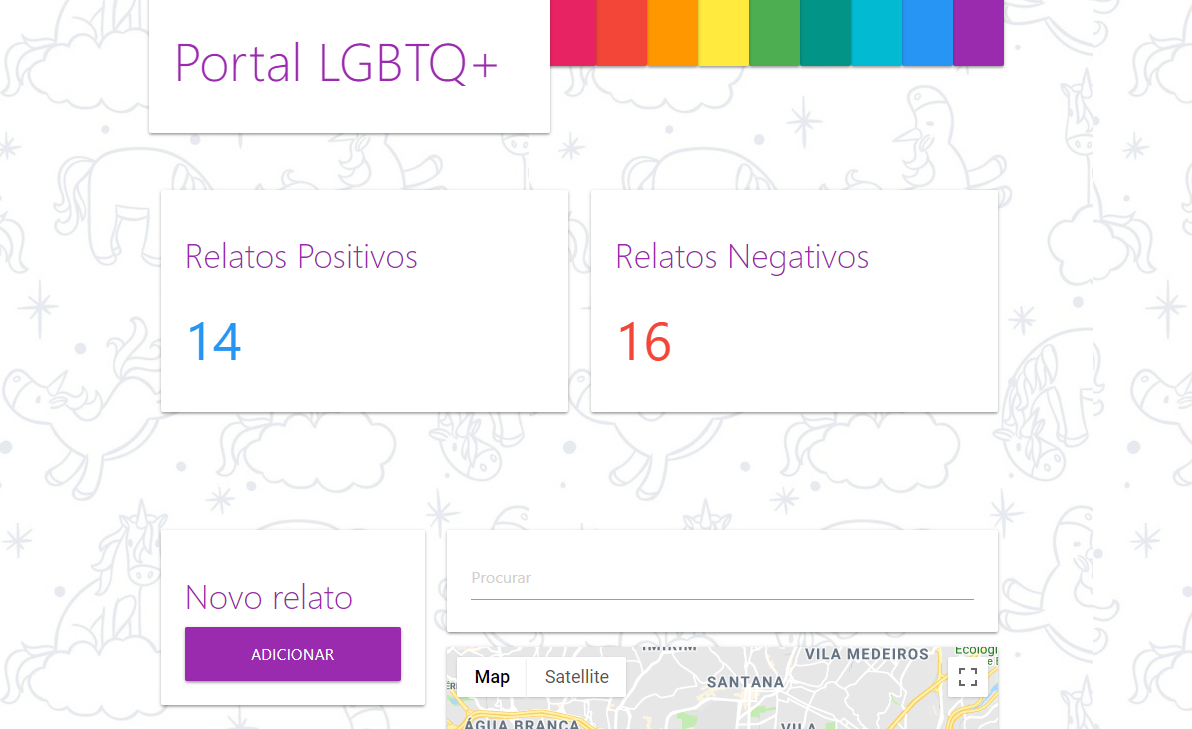 Portal LGBTQ+
Relatos Positivos
14
Relatos Negativos
16
Novo relato
ADICIONAR
Procurar
Map
Satellite
VILA MEDEIROS
SANTANA
ÁGUA BRANCA
VILA